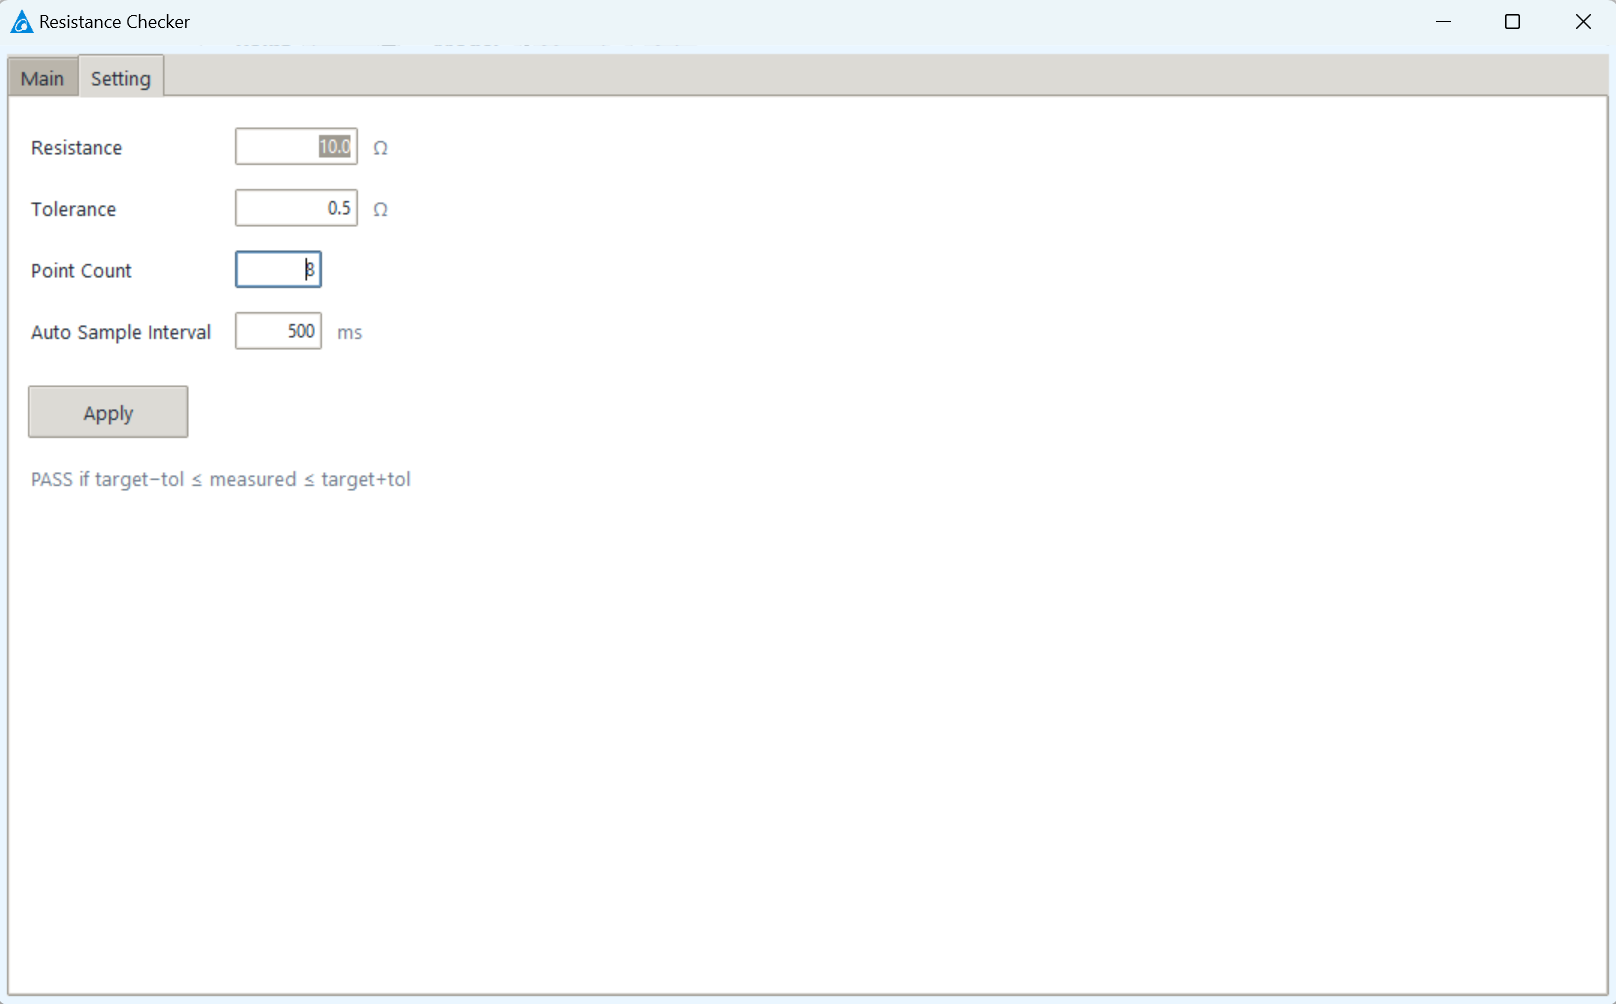 Resistance Checker
Main Setting
Resistance 10.0 Ω
Tolerance 0.5 Ω
Point Count 8
Auto Sample Interval 500 ms
Apply
PASS if target−tol ≤ measured ≤ target+tol